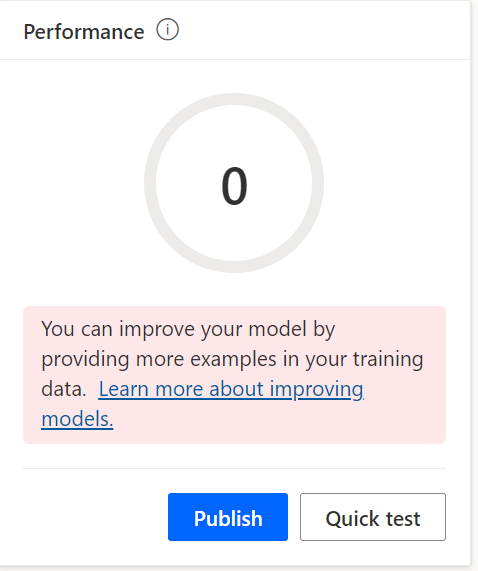 Performance
0
You can improve your model by
providing more examples in your training
data. Learn more about improving
models.
Publish
Quick test